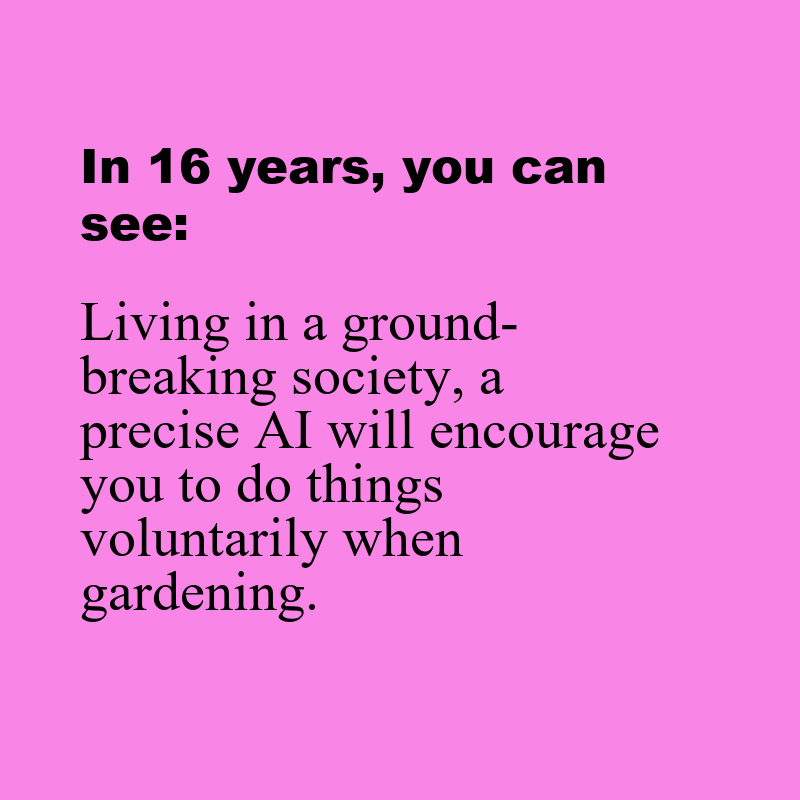 In 16 years, you can
see:
Living in a ground-
breaking society, a
precise AI will encourage
you to do things
voluntarily when
gardening.